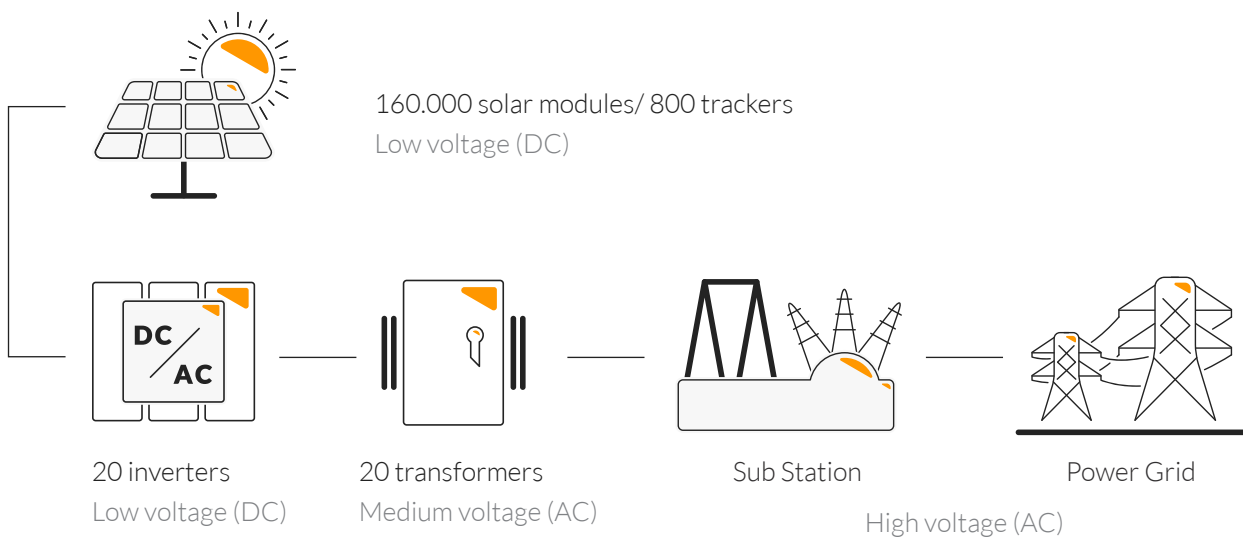 160.000 solar modules/ 800 trackers
Low voltage (DC)
DC
AC
20 inverters
Low voltage (DC)
20 transformers
Medium voltage (AC)
Sub Station
Power Grid
High voltage (AC)